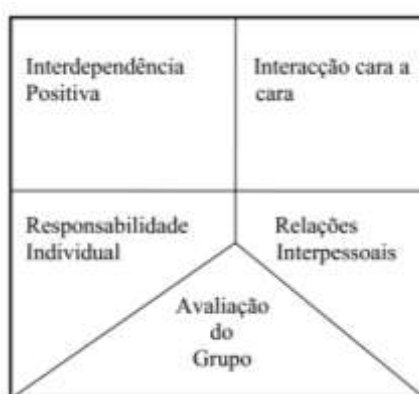 Interdependência
Positiva
Interacção cara a
cara
Responsabilidade
Individual
Relações
Interpessoais
Avaliação
do
Grupo